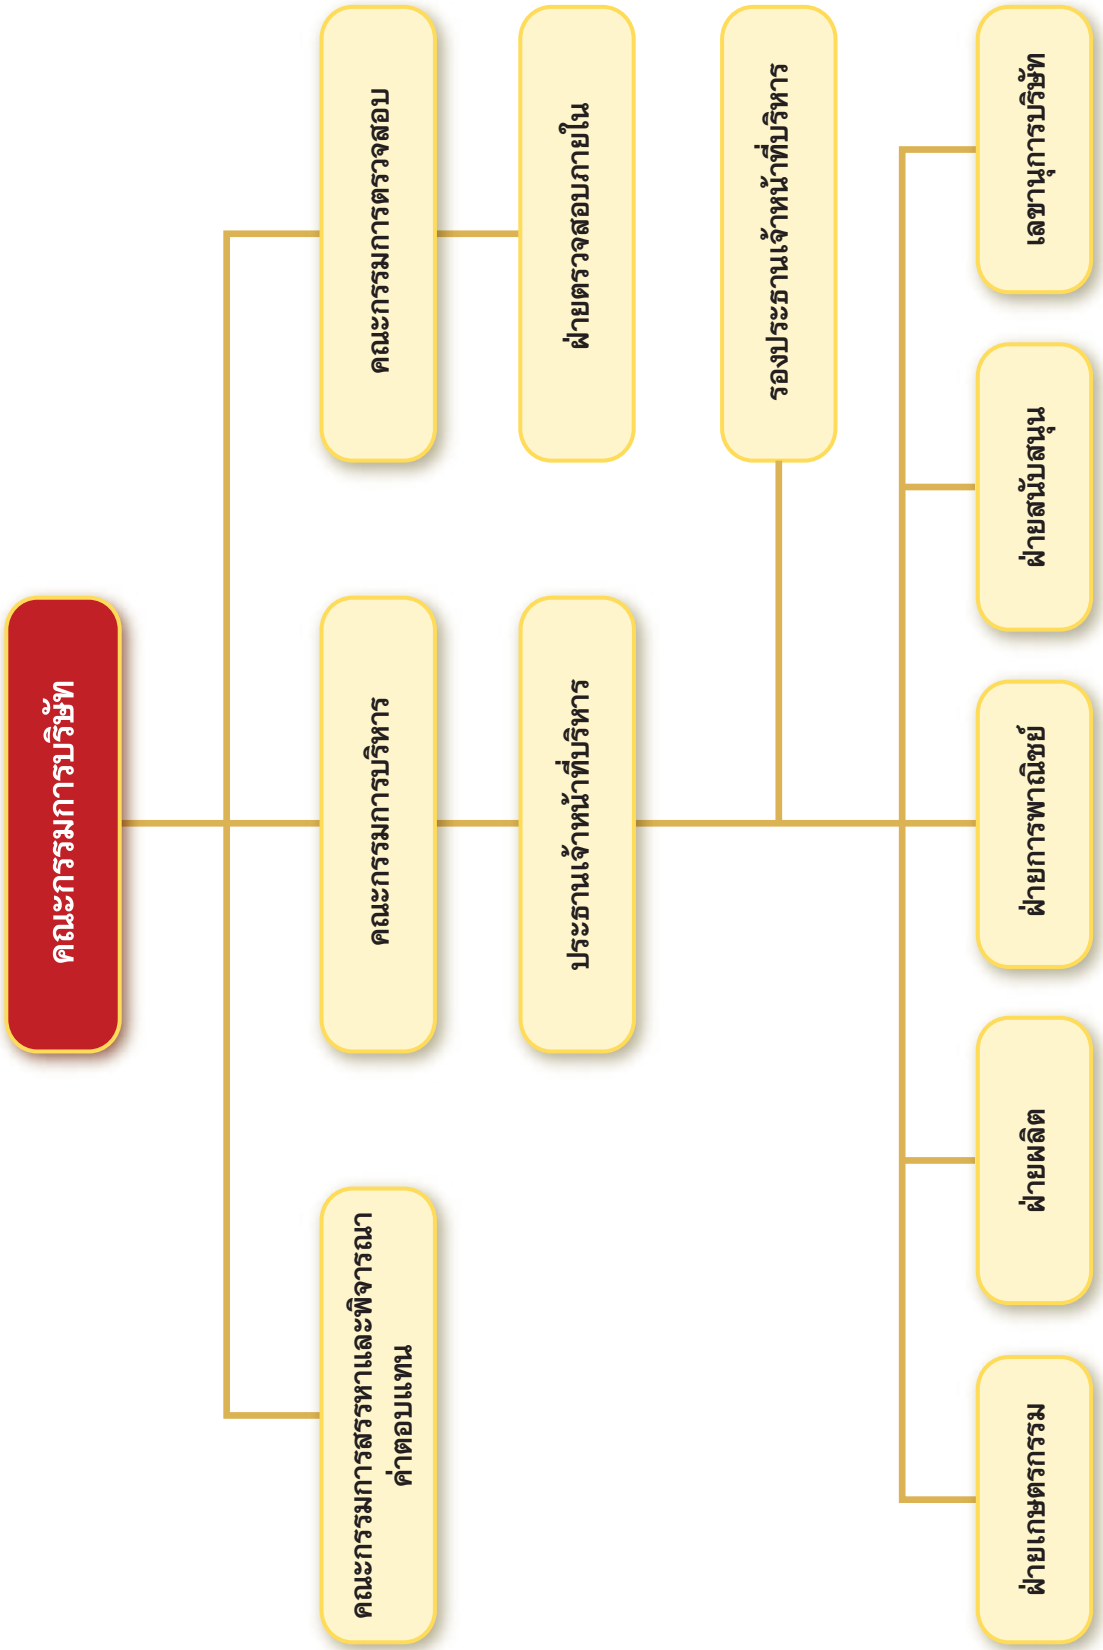 คณะกรรมการบริษัท
คณะกรรมการสรรหาและพิจารณา
ค่าตอบแทน
คณะกรรมการบริหาร
คณะกรรมการตรวจสอบ
ประธานเจ้าหน้าที่บริหาร
ฝ่ายตรวจสอบภายใน
รองประธานเจ้าหน้าที่บริหาร
ฝ่ายเกษตรกรรม
ฝ่ายผลิต
ฝ่ายการพาณิชย์
ฝ่ายสนับสนุน
เลขานุการบริษัท